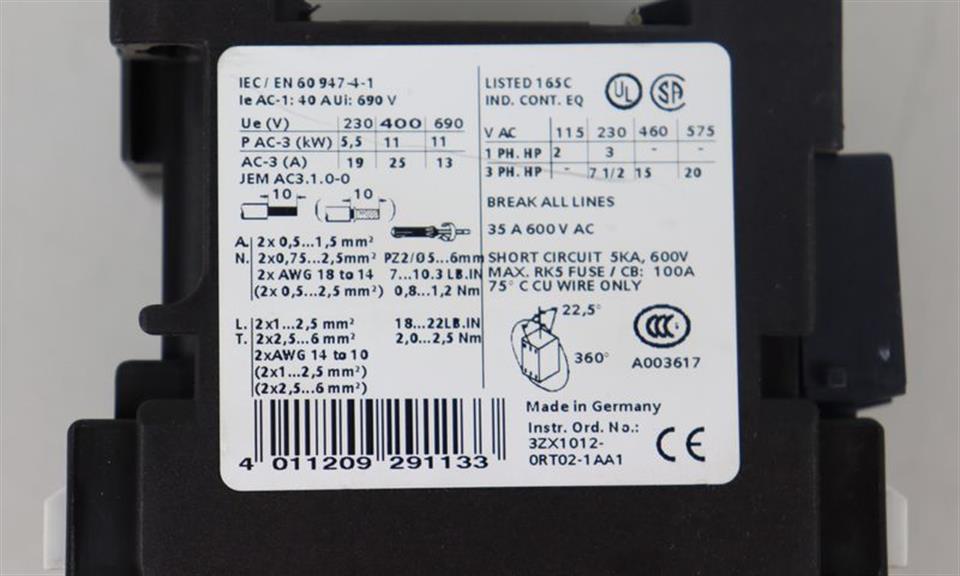 IEC/ EN 60 947-4-1
Ie AC-1: 40 A Ui: 690 V
Ue (V) 230 400 690
P AC-3 (kW) 5,5 11 11
AC-3 (A) 19 25 13
JEM AC3.1.0-0
10 10
A. 2x 0,5...1,5 mm²
N. 2x0,75...2,5mm² PZ2/Ø5...6mm
2x AWG 18 to 14 7...10.3 LB.IN
(2x 0,5...2,5 mm²) 0,8...1,2 Nm
L. 2x1...2,5 mm² 18...22LB.IN
T. 2x2,5...6 mm² 2,0...2,5 Nm
2xAWG 14 to 10
(2x1...2,5 mm²)
(2x2,5...6 mm²)
4 011209 291133
LISTED 165C
IND. CONT. EQ
UL SA
V AC 115 230 460 575
1 PH. HP 2 3 - -
3 PH. HP - 7 1/2 15 20
BREAK ALL LINES
35 A 600 V AC
SHORT CIRCUIT 5KA, 600V
MAX. RK5 FUSE / CB: 100A
75° C CU WIRE ONLY
22,5°
360°
CCC
A003617
Made in Germany
Instr. Ord. No.:
3ZX1012-
0RT02-1AA1
CE